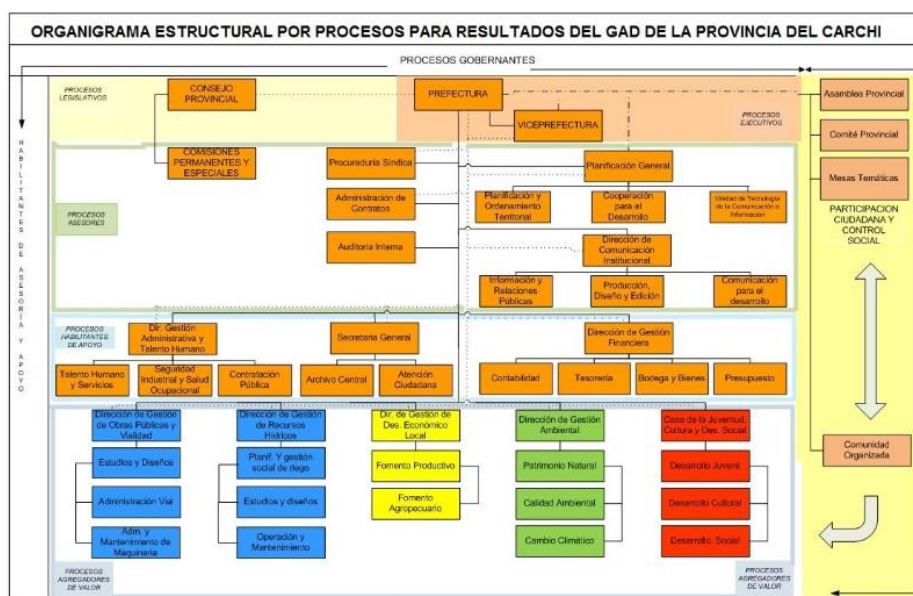 ORGANIGRAMA ESTRUCTURAL POR PROCESOS PARA RESULTADOS DEL GAD DE LA PROVINCIA DEL CARCHI
PROCESOS GOBERNANTES
PROCESOS
LEGISLATIVOS
CONSEJO
PROVINCIAL
PREFECTURA
VICEPREFECTURA
PROCESOS
EJECUTIVOS
Asamblea Provincial
Comité Provincial
Mesas Temáticas
PARTICIPACION
CIUDADANA Y
CONTROL
SOCIAL
HABILITANTES DE ASESORÍA Y APOYO
COMISIONES
PERMANENTES Y
ESPECIALES
Procuraduría Síndica
Planificación General
PROCESOS
ASESORES
Administración de
Contratos
Planificación y
Ordenamiento
Territorial
Cooperación
para el
Desarrollo
Unidad de Tecnología
de la Comunicación e
Información
Auditoria Interna
Dirección de
Comunicación
Institucional
Información y
Relaciones
Públicas
Producción,
Diseño y Edición
Comunicación
para el
desarrollo
PROCESOS
HABILITANTES
DE APOYO
Dir. Gestión
Administrativa y
Talento Humano
Secretaria General
Dirección de Gestión
Financiera
Talento Humano
y Servicios
Seguridad
Industrial y Salud
Ocupacional
Contratación
Pública
Archivo Central
Atención
Ciudadana
Contabilidad
Tesorería
Bodega y Bienes
Presupuesto
Dirección de Gestión
de Obras Públicas y
Vialidad
Dirección de Gestión
de Recursos
Hídricos
Dir. de Gestión de
Des. Económico
Local
Dirección de Gestión
Ambiental
Casa de la Juventud,
Cultura y Des. Social
Comunidad
Organizada
Estudios y Diseños
Planif. Y gestión
social de riego
Fomento Productivo
Patrimonio Natural
Desarrollo Juvenil
Administración Vial
Estudios y diseños
Fomento
Agropecuario
Calidad Ambiental
Desarrollo Cultural
Adm. y
Mantenimiento de
Maquinaria
Operación y
Mantenimiento
Cambio Climático
Desarrollo. Social
PROCESOS
AGREGADORES
DE VALOR
PROCESOS
AGREGADORES
DE VALOR